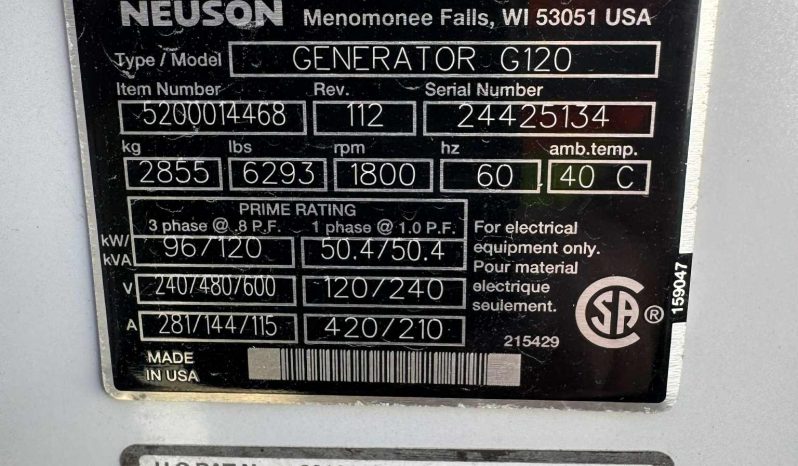 NEUSON Menomonee Falls, WI 53051 USA
Type / Model GENERATOR G120
Item Number Rev. Serial Number
5200014468 112 24425134
kg lbs rpm hz amb.temp.
2855 6293 1800 60 40 C
PRIME RATING
3 phase @ .8 P.F. 1 phase @ 1.0 P.F.
kW/kVA 96/120 50.4/50.4
V 240/480/600 120/240
A 281/144/115 420/210
For electrical
equipment only.
Pour material
electrique
seulement.
SA ®
159047
215429
MADE
IN USA